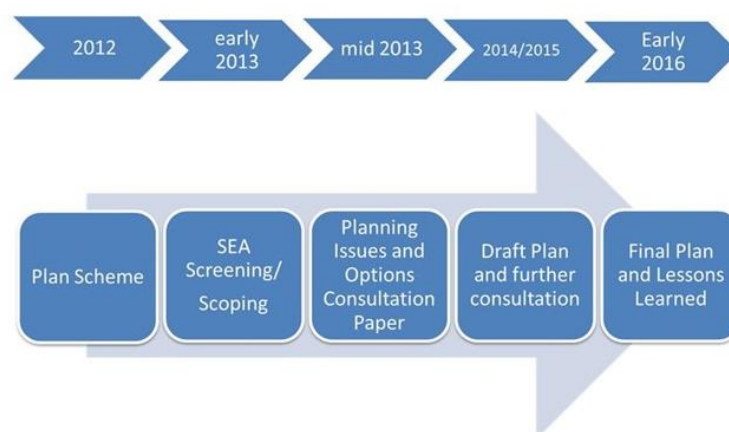 2012
early
2013
mid 2013
2014/2015
Early
2016
Plan Scheme
SEA
Screening/
Scoping
Planning
Issues and
Options
Consultation
Paper
Draft Plan
and further
consultation
Final Plan
and Lessons
Learned